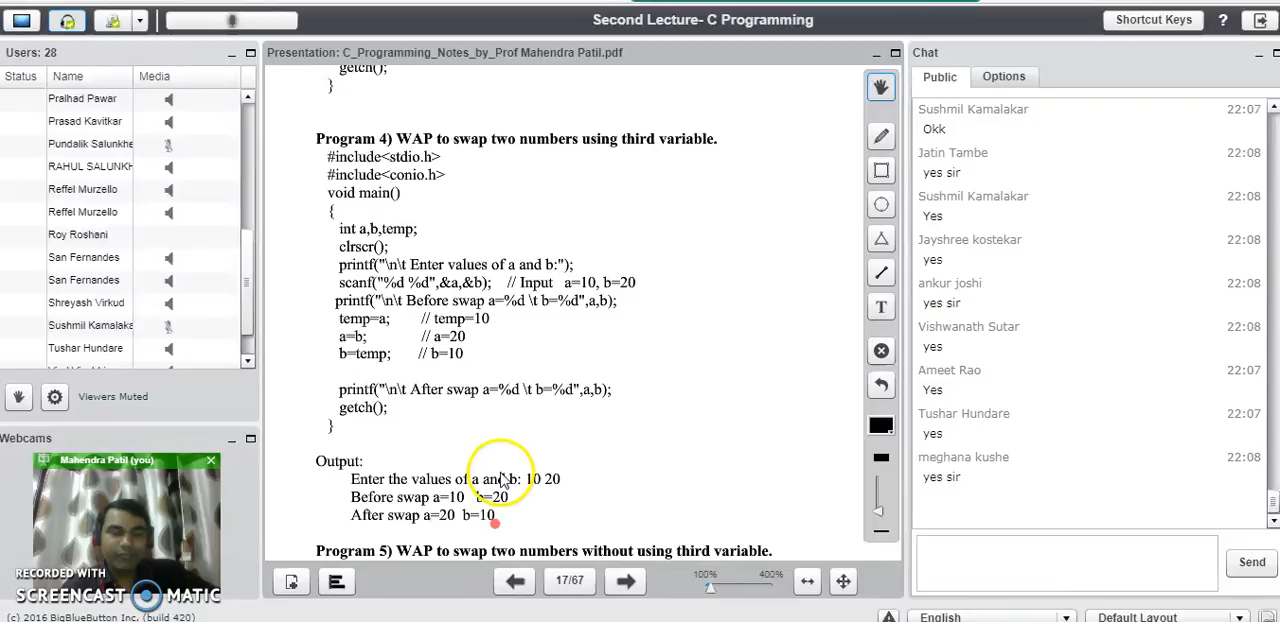 Second Lecture- C Programming
Shortcut Keys
?
Users: 28
Status Name Media
Pralhad Pawar
Prasad Kavitkar
Pundalik Salunkhe
RAHUL SALUNKH
Reffel Murzello
Reffel Murzello
Roy Roshani
San Fernandes
San Fernandes
Shreyash Virkud
Sushmil Kamalaka
Tushar Hundare
Viewers Muted
Webcams
Mahendra Patil (you)
RECORDED WITH
SCREENCAST MATIC
(c) 2016 BigBlueButton Inc. (build 420)
Presentation: C_Programming_Notes_by_Prof Mahendra Patil.pdf
getch();
}
Program 4) WAP to swap two numbers using third variable.
#include<stdio.h>
#include<conio.h>
void main()
{
int a,b,temp;
clrscr();
printf("\n\t Enter values of a and b:");
scanf("%d %d",&a,&b); // Input a=10, b=20
printf("\n\t Before swap a=%d \t b=%d",a,b);
temp=a; // temp=10
a=b; // a=20
b=temp; // b=10
printf("\n\t After swap a=%d \t b=%d",a,b);
getch();
}
Output:
Enter the values of a and b: 10 20
Before swap a=10 b=20
After swap a=20 b=10
Program 5) WAP to swap two numbers without using third variable.
T
17/67
100% 400%
Chat
Public Options
Sushmil Kamalakar 22:07
Okk
Jatin Tambe 22:08
yes sir
Sushmil Kamalakar 22:08
Yes
Jayshree kostekar 22:08
yes
ankur joshi 22:08
yes sir
Vishwanath Sutar 22:08
yes
Ameet Rao 22:07
Yes
Tushar Hundare 22:07
yes
meghana kushe 22:08
yes sir
Send
English Default Layout